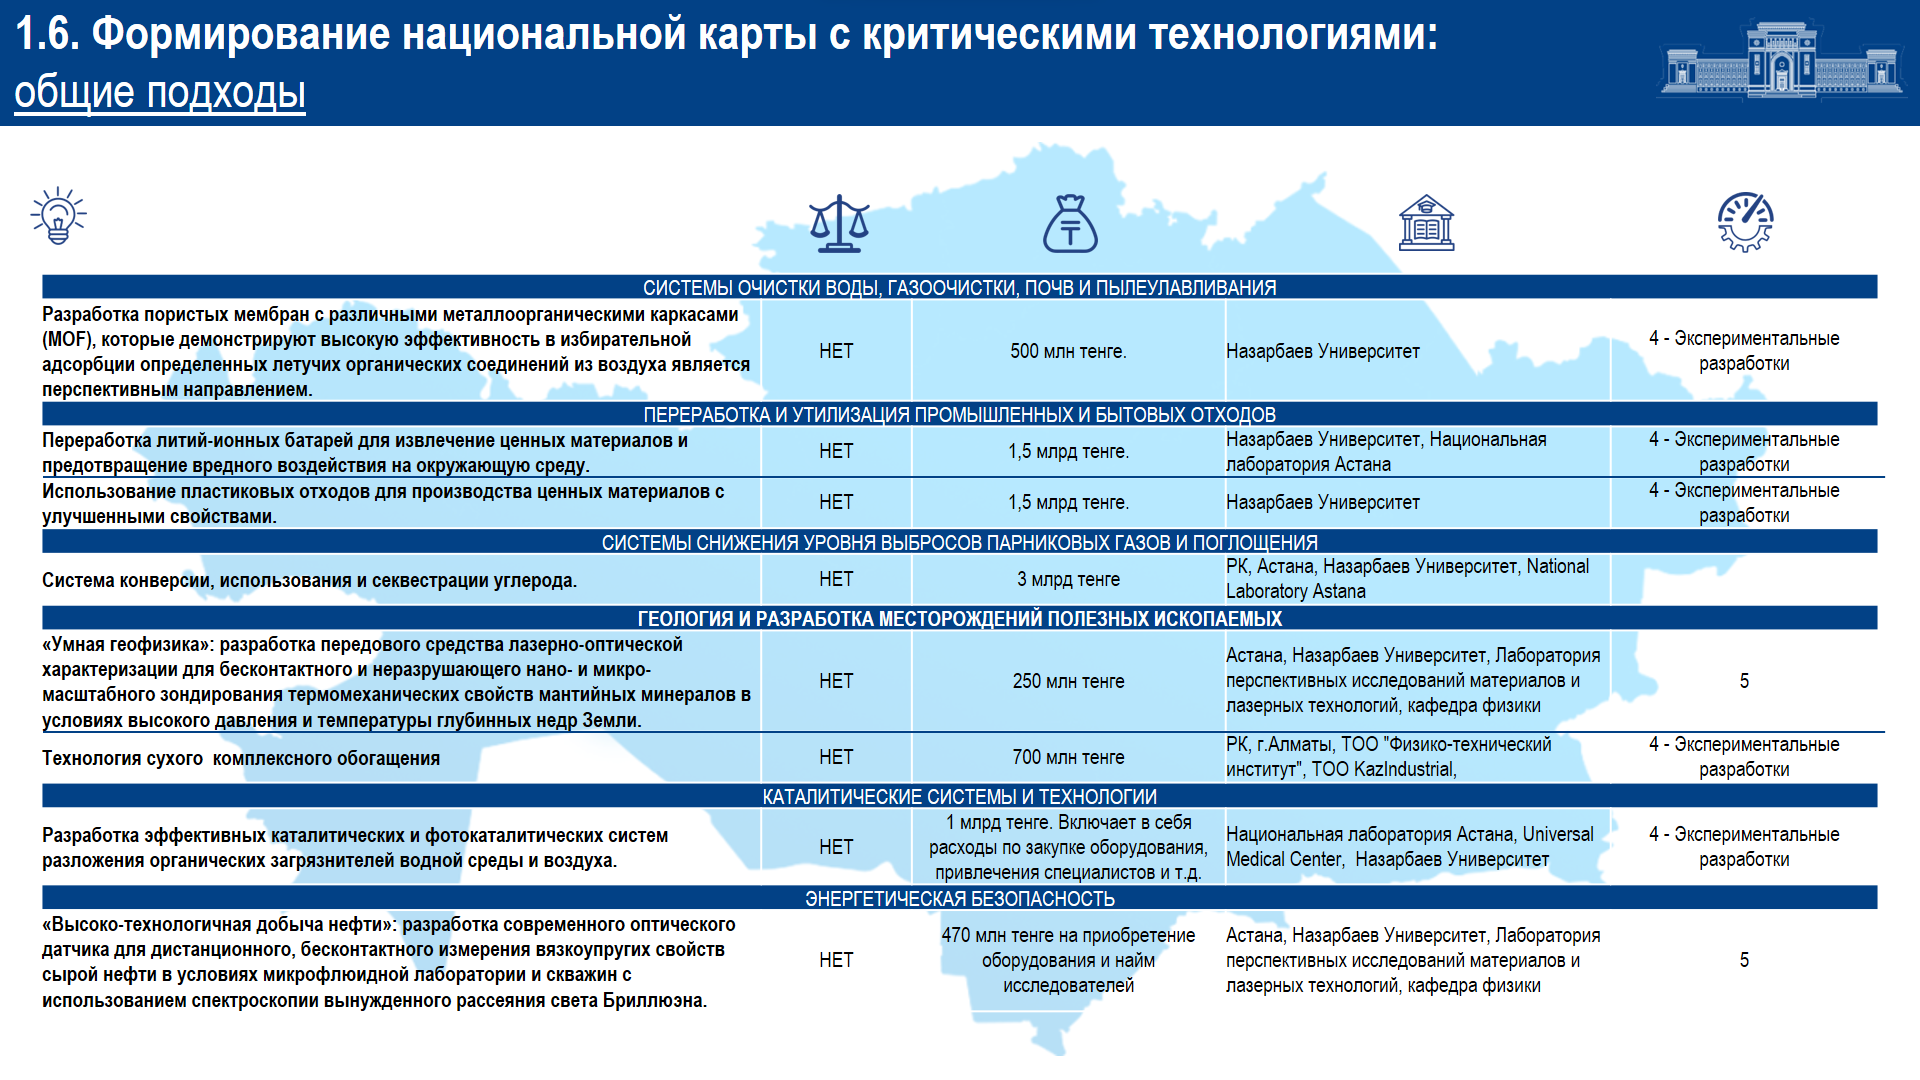 1.6. Формирование национальной карты с критическими технологиями:
общие подходы
СИСТЕМЫ ОЧИСТКИ ВОДЫ, ГАЗООЧИСТКИ, ПОЧВ И ПЫЛЕУЛАВЛИВАНИЯ
Разработка пористых мембран с различными металлоорганическими каркасами
(MOF), которые демонстрируют высокую эффективность в избирательной
адсорбции определенных летучих органических соединений из воздуха является
перспективным направлением.
НЕТ
500 млн тенге.
Назарбаев Университет
4 - Экспериментальные
разработки
ПЕРЕРАБОТКА И УТИЛИЗАЦИЯ ПРОМЫШЛЕННЫХ И БЫТОВЫХ ОТХОДОВ
Переработка литий-ионных батарей для извлечение ценных материалов и
предотвращение вредного воздействия на окружающую среду.
НЕТ
1,5 млрд тенге.
Назарбаев Университет, Национальная
лаборатория Астана
4 - Экспериментальные
разработки
Использование пластиковых отходов для производства ценных материалов с
улучшенными свойствами.
НЕТ
1,5 млрд тенге.
Назарбаев Университет
4 - Экспериментальные
разработки
СИСТЕМЫ СНИЖЕНИЯ УРОВНЯ ВЫБРОСОВ ПАРНИКОВЫХ ГАЗОВ И ПОГЛОЩЕНИЯ
Система конверсии, использования и секвестрации углерода.
НЕТ
3 млрд тенге
РК, Астана, Назарбаев Университет, National
Laboratory Astana
ГЕОЛОГИЯ И РАЗРАБОТКА МЕСТОРОЖДЕНИЙ ПОЛЕЗНЫХ ИСКОПАЕМЫХ
«Умная геофизика»: разработка передового средства лазерно-оптической
характеризации для бесконтактного и неразрушающего нано- и микро-
масштабного зондирования термомеханических свойств мантийных минералов в
условиях высокого давления и температуры глубинных недр Земли.
НЕТ
250 млн тенге
Астана, Назарбаев Университет, Лаборатория
перспективных исследований материалов и
лазерных технологий, кафедра физики
5
Технология сухого  комплексного обогащения
НЕТ
700 млн тенге
РК, г.Алматы, ТОО "Физико-технический
институт", ТОО KazIndustrial,
4 - Экспериментальные
разработки
КАТАЛИТИЧЕСКИЕ СИСТЕМЫ И ТЕХНОЛОГИИ
Разработка эффективных каталитических и фотокаталитических систем
разложения органических загрязнителей водной среды и воздуха.
НЕТ
1 млрд тенге. Включает в себя
расходы по закупке оборудования,
привлечения специалистов и т.д.
Национальная лаборатория Астана, Universal
Medical Center,  Назарбаев Университет
4 - Экспериментальные
разработки
ЭНЕРГЕТИЧЕСКАЯ БЕЗОПАСНОСТЬ
«Высоко-технологичная добыча нефти»: разработка современного оптического
датчика для дистанционного, бесконтактного измерения вязкоупругих свойств
сырой нефти в условиях микрофлюидной лаборатории и скважин с
использованием спектроскопии вынужденного рассеяния света Бриллюэна.
НЕТ
470 млн тенге на приобретение
оборудования и найм
исследователей
Астана, Назарбаев Университет, Лаборатория
перспективных исследований материалов и
лазерных технологий, кафедра физики
5